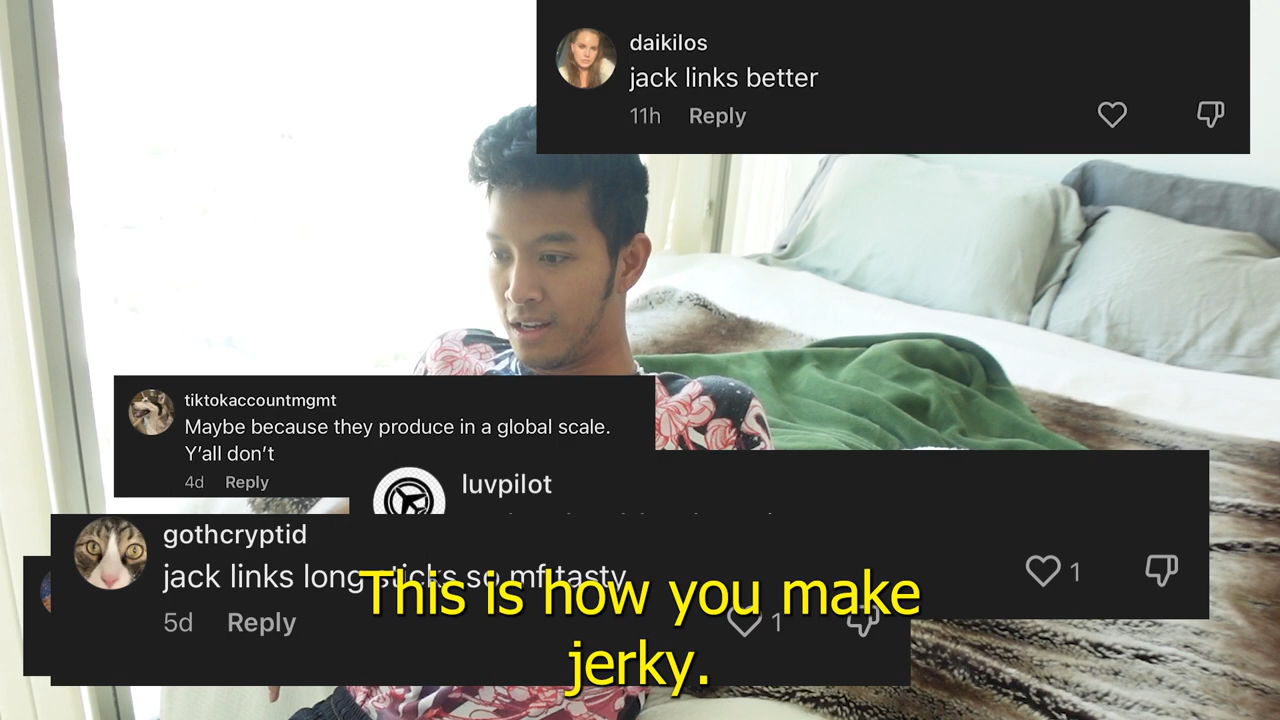 daikilos
jack links better
11h Reply
tiktokaccountmgmt
Maybe because they produce in a global scale.
Y'all don't
4d Reply
luvpilot
gothcryptid
jack links long sticks so mf tasty
1
5d Reply
1
This is how you make
jerky.